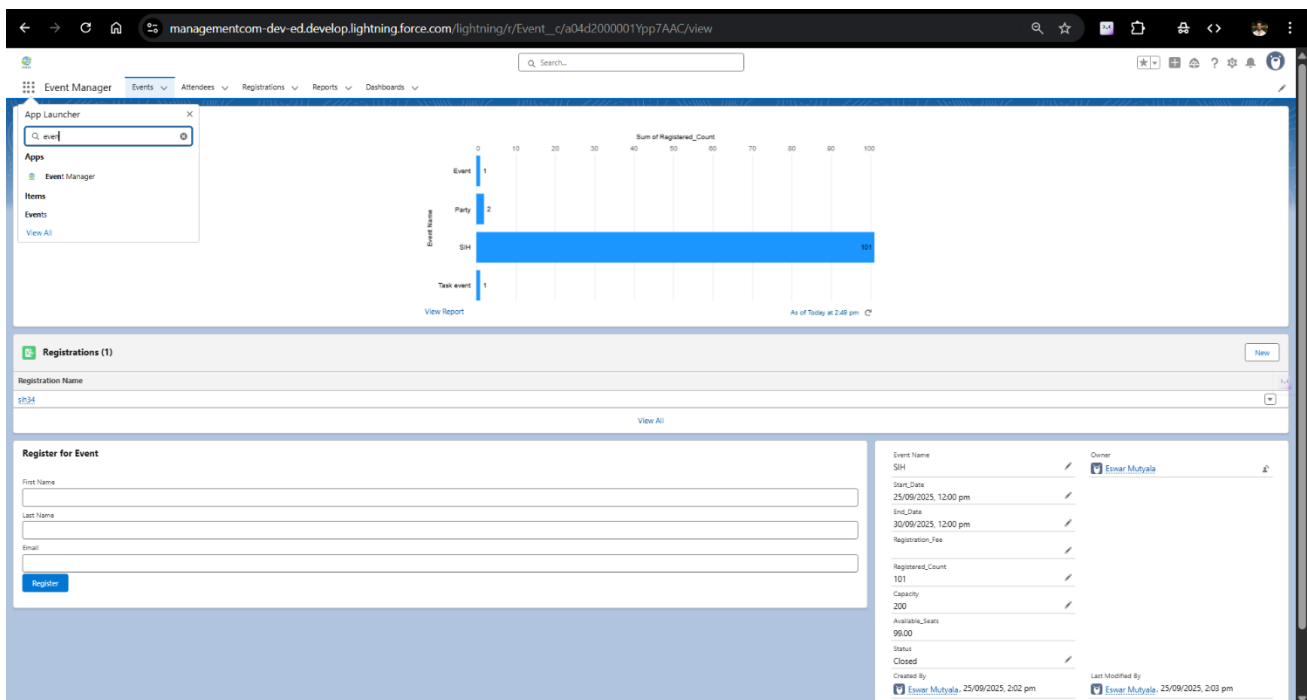 managementcom-dev-ed.develop.lightning.force.com/lightning/r/Event__c/a04d2000001Ypp7AAC/view
Search...
Event Manager Events Attendees Registrations Reports Dashboards
App Launcher
even
Apps
Event Manager
Items
Events
View All
Sum of Registered_Count
0 10 20 30 40 50 60 70 80 90 100
Event Name
Event 1
Party 2
SIH 101
Task event 1
View Report
As of Today at 2:49 pm
Registrations (1)
New
Registration Name
sih34
View All
Register for Event
First Name
Last Name
Email
Register
Event Name
SIH
Owner
Eswar Mutyala
Start_Date
25/09/2025, 12:00 pm
End_Date
30/09/2025, 12:00 pm
Registration_Fee
Registered_Count
101
Capacity
200
Available_Seats
99.00
Status
Closed
Created By
Eswar Mutyala, 25/09/2025, 2:02 pm
Last Modified By
Eswar Mutyala, 25/09/2025, 2:03 pm